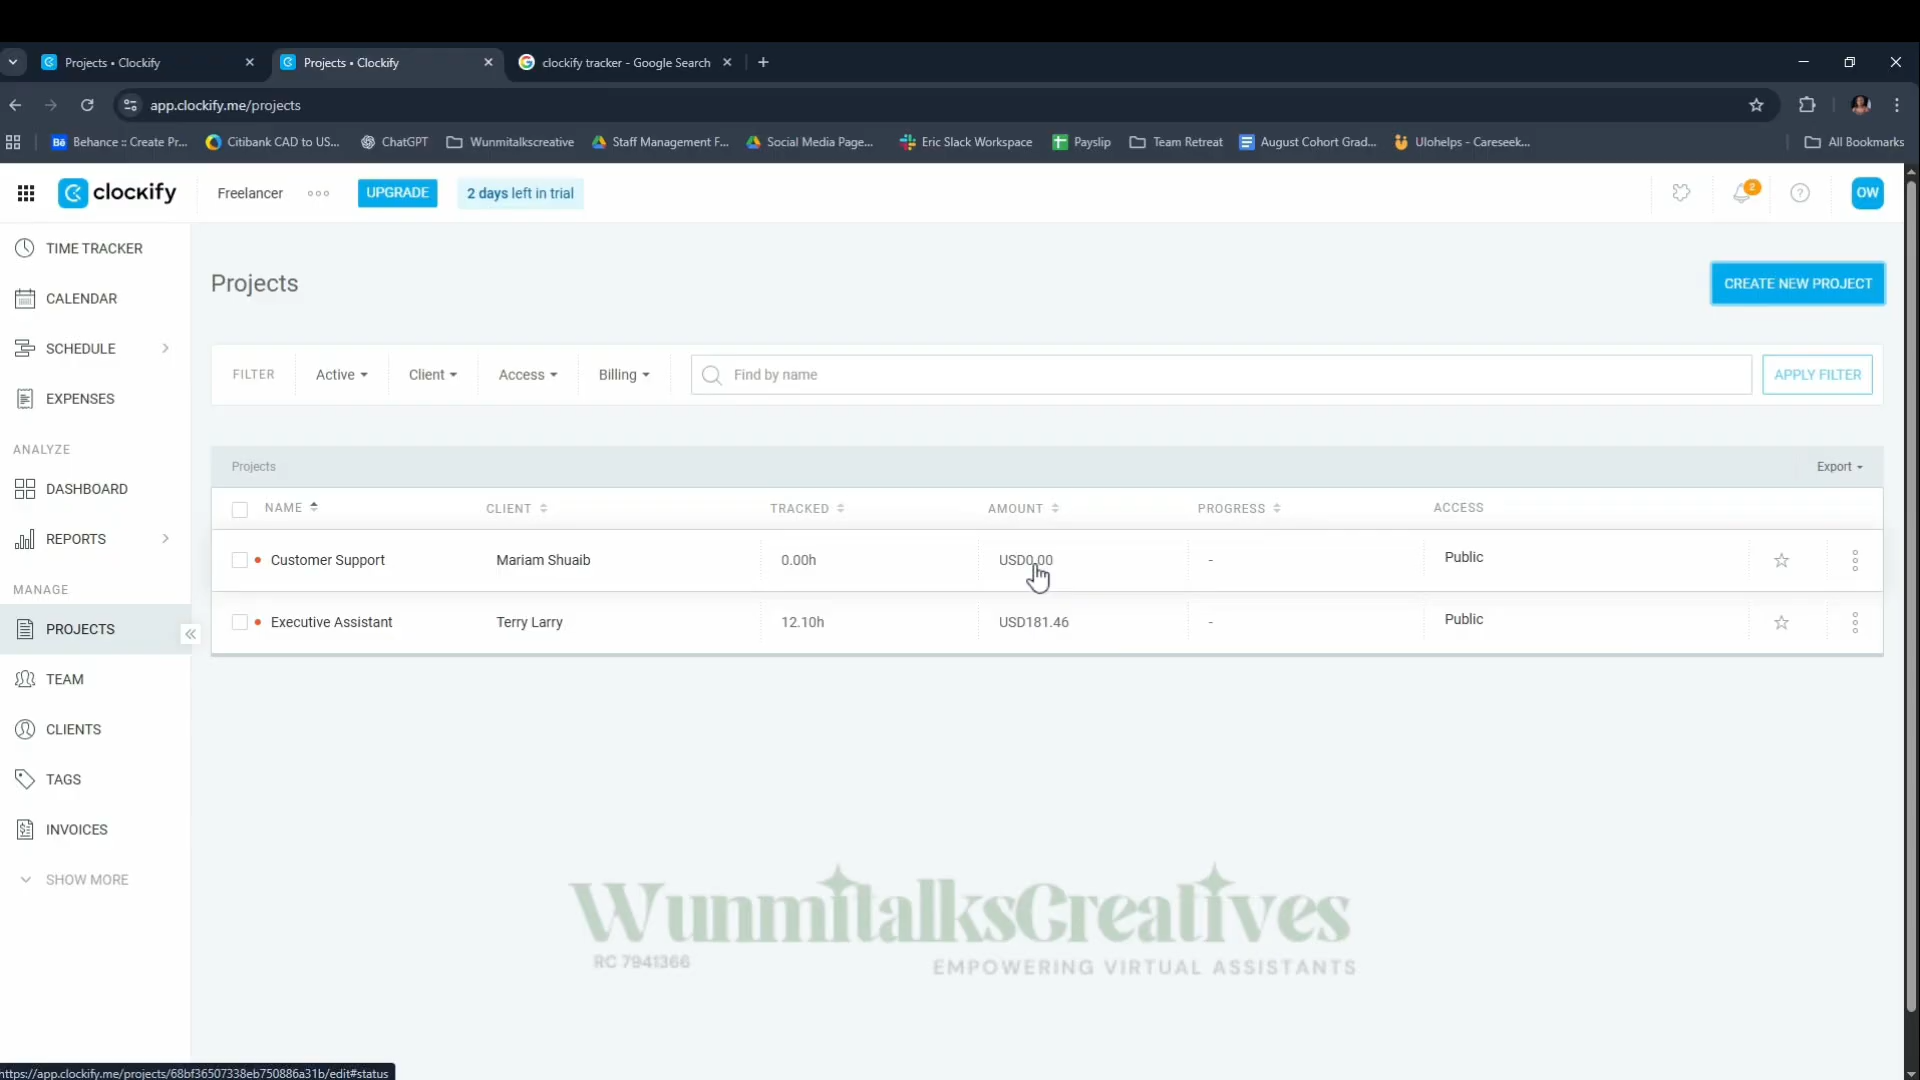 Projects • Clockify
Projects • Clockify
clockify tracker - Google Search
app.clockify.me/projects
Behance :: Create Pr...
Citibank CAD to US...
ChatGPT
Wunmitalkscreative
Staff Management F...
Social Media Page...
Eric Slack Workspace
Payslip
Team Retreat
August Cohort Grad...
Ulohelps - Careseek...
All Bookmarks
clockify
Freelancer
UPGRADE
2 days left in trial
2
OW
TIME TRACKER
CALENDAR
SCHEDULE
EXPENSES
ANALYZE
DASHBOARD
REPORTS
MANAGE
PROJECTS
TEAM
CLIENTS
TAGS
INVOICES
SHOW MORE
Projects
CREATE NEW PROJECT
FILTER Active Client Access Billing Find by name APPLY FILTER
Projects Export
NAME CLIENT TRACKED AMOUNT PROGRESS ACCESS
Customer Support Mariam Shuaib 0.00h USD0.00 - Public
Executive Assistant Terry Larry 12.10h USD181.46 - Public
WunmitalksCreatives
RC 7941366 EMPOWERING VIRTUAL ASSISTANTS
https://app.clockify.me/projects/68bf36507338eb750886a31b/edit#status